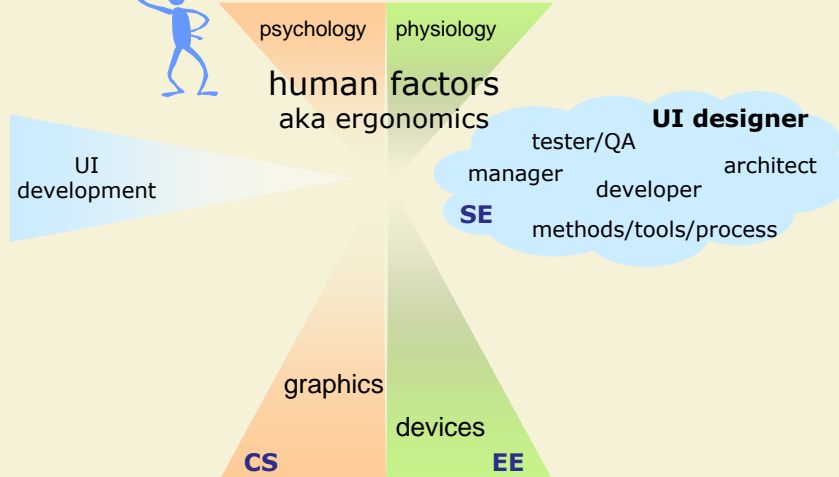 psychology physiology
human factors
aka ergonomics
UI
development
UI designer
tester/QA
architect
manager
developer
SE
methods/tools/process
graphics
devices
CS EE